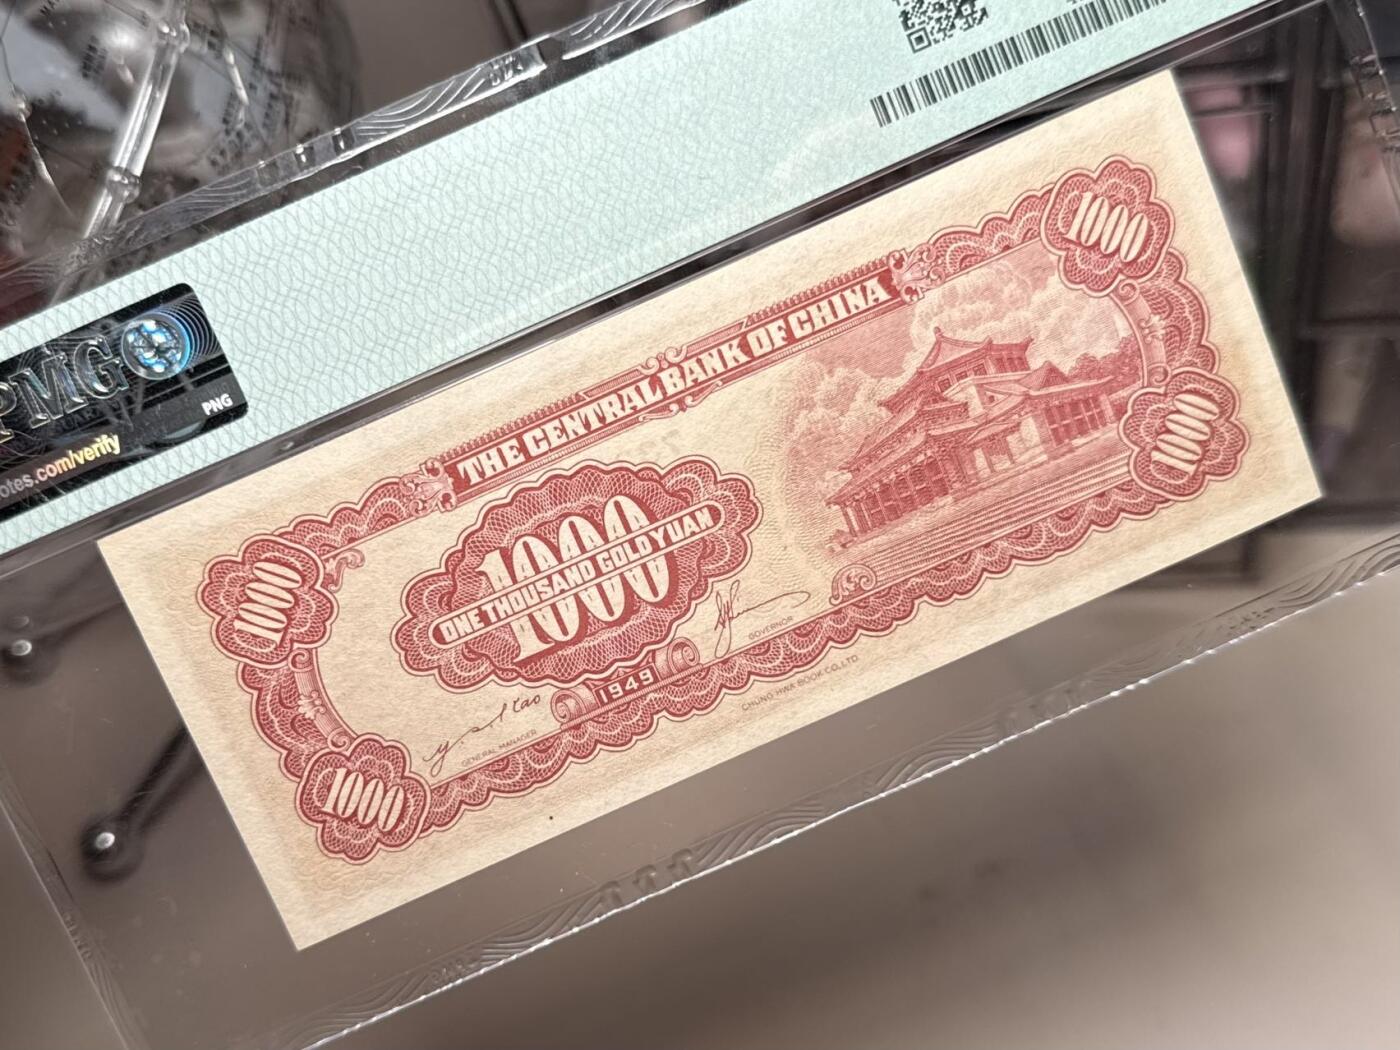 PMG
PNG
otes.com/verify
THE CENTRAL BANK OF CHINA
1000
1000
1000
1000
1000
ONE THOUSAND GOLD YUAN
1949
GENERAL MANAGER
GOVERNOR
CHUNG HWA BOOK CO., LTD.